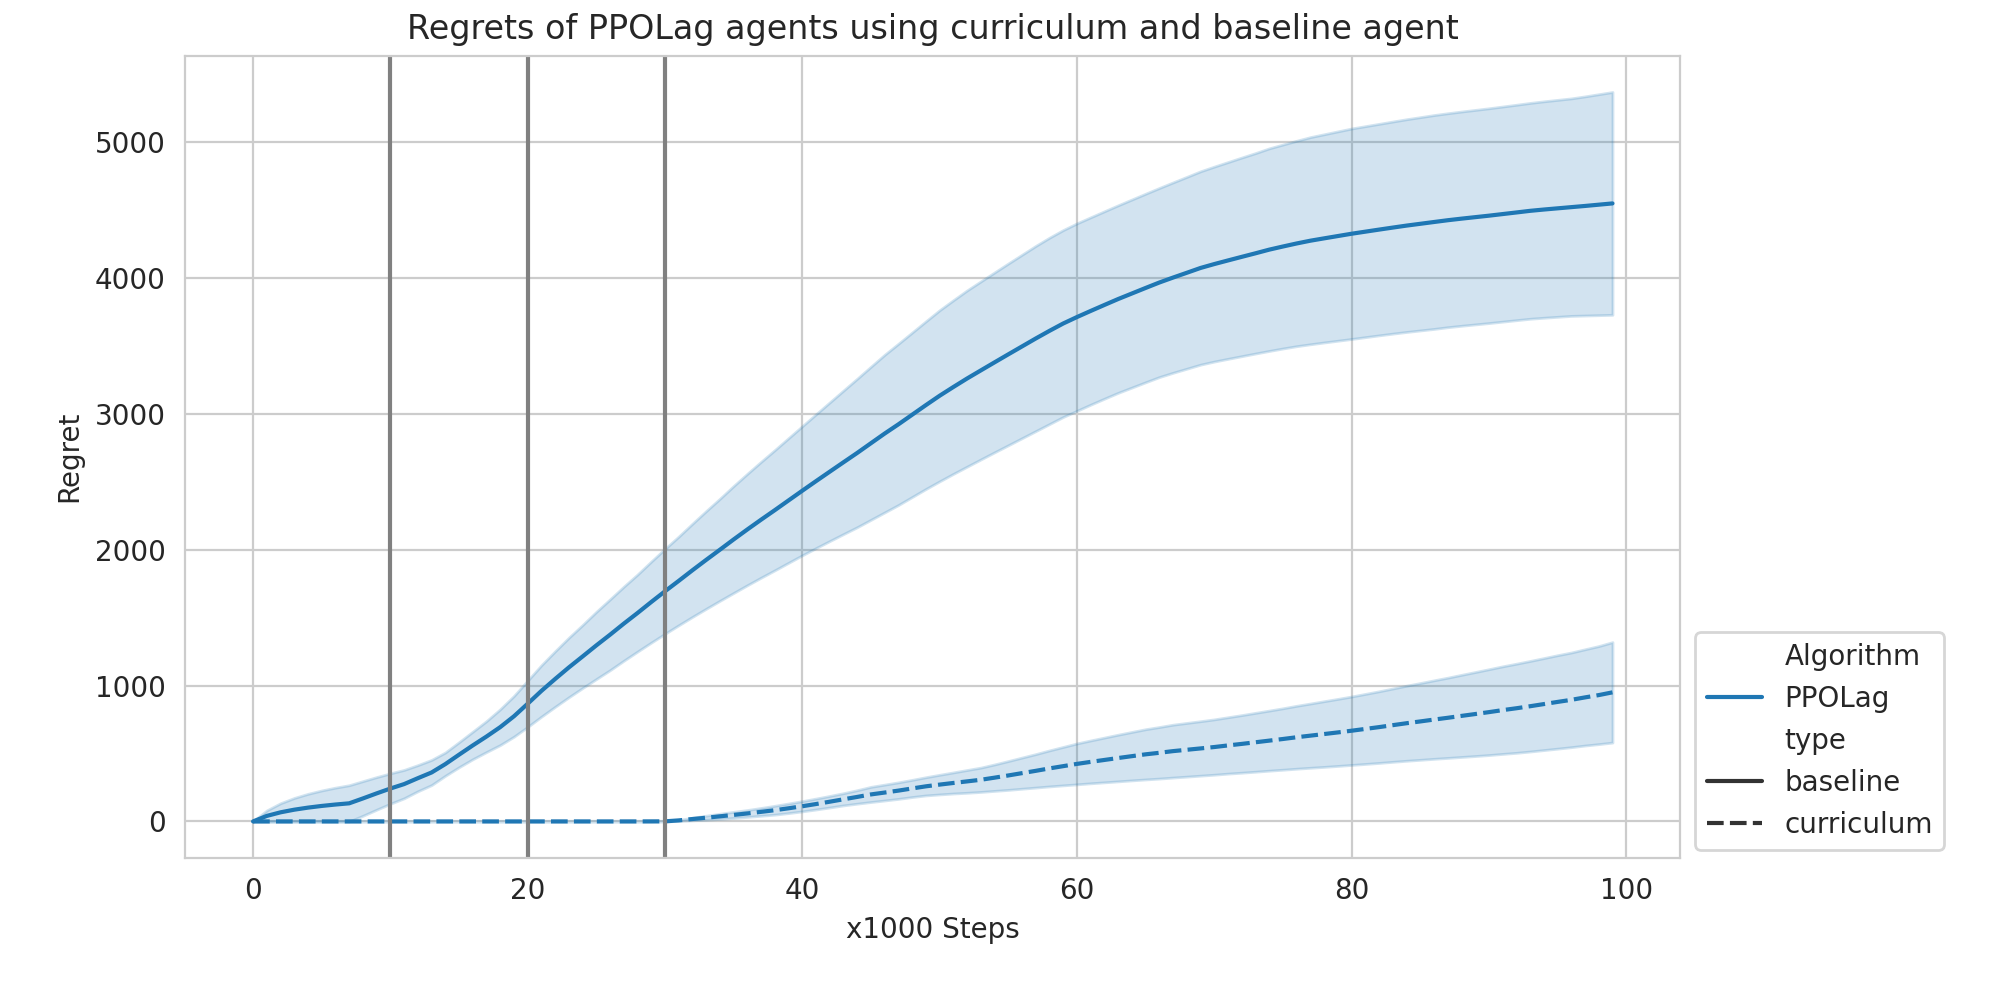 Regrets of PPOLag agents using curriculum and baseline agent
Regret
5000
4000
3000
2000
1000
0
0 20 40 60 80 100
x1000 Steps
Algorithm
PPOLag
type
baseline
curriculum